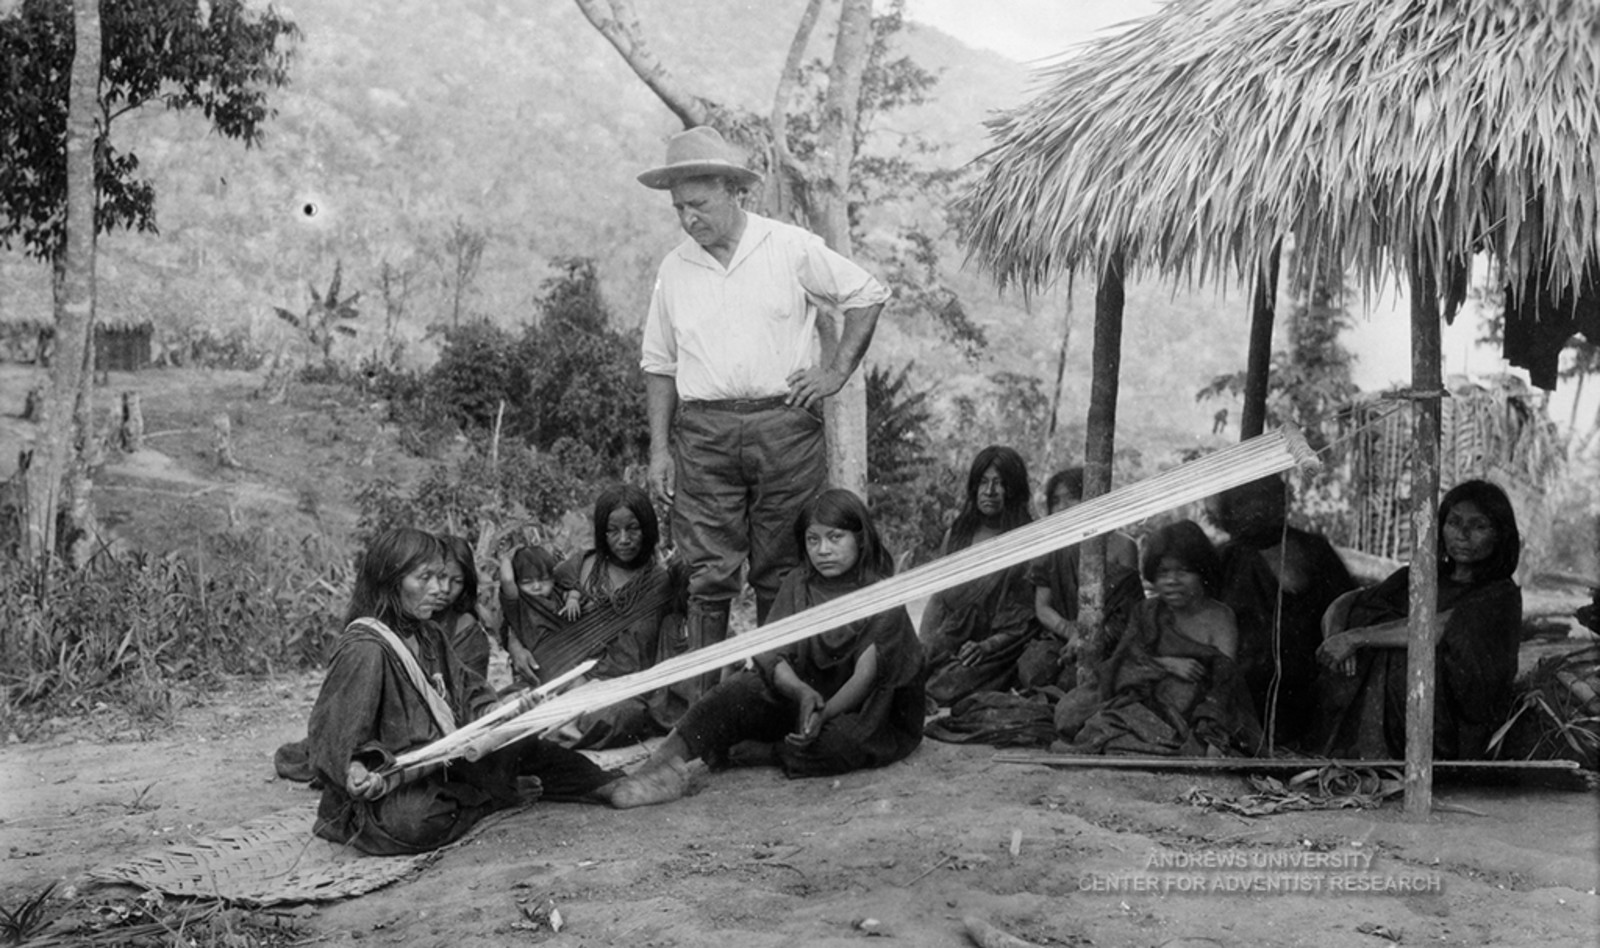 ANDREWS UNIVERSITY
CENTER FOR ADVENTIST RESEARCH